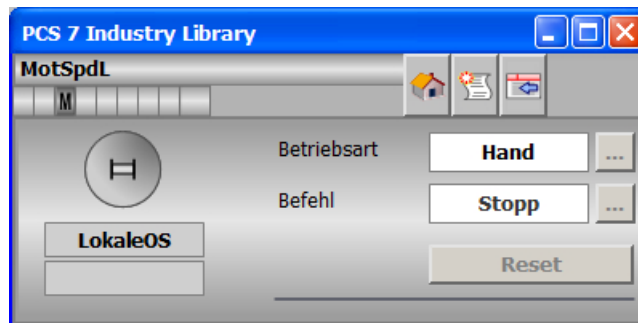 PCS 7 Industry Library
MotSpdL
M
Betriebsart
Hand
...
Befehl
Stopp
...
LokaleOS
Reset